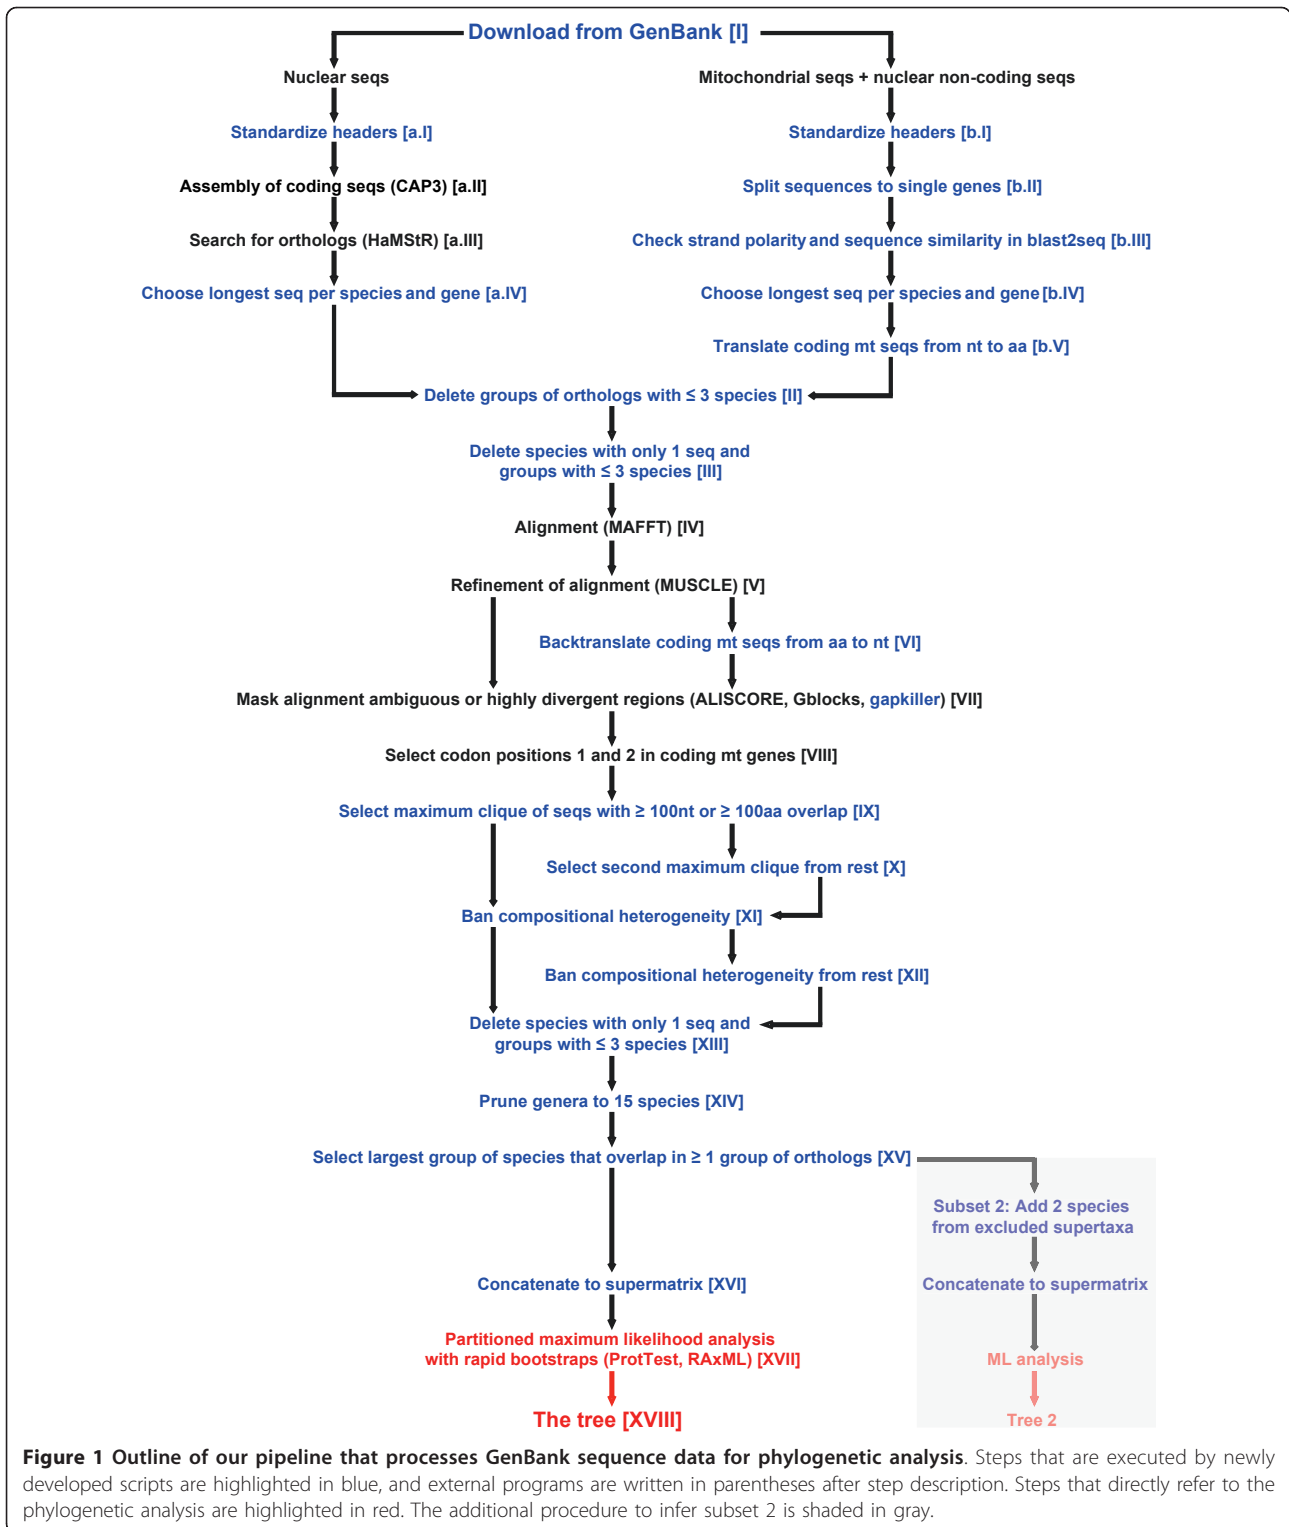 Download from GenBank [I]
Nuclear seqs
Mitochondrial seqs + nuclear non-coding seqs
Standardize headers [a.I]
Standardize headers [b.I]
Assembly of coding seqs (CAP3) [a.II]
Split sequences to single genes [b.II]
Search for orthologs (HaMStR) [a.III]
Check strand polarity and sequence similarity in blast2seq [b.III]
Choose longest seq per species and gene [a.IV]
Choose longest seq per species and gene [b.IV]
Translate coding mt seqs from nt to aa [b.V]
Delete groups of orthologs with ≤ 3 species [II]
Delete species with only 1 seq and
groups with ≤ 3 species [III]
Alignment (MAFFT) [IV]
Refinement of alignment (MUSCLE) [V]
Backtranslate coding mt seqs from aa to nt [VI]
Mask alignment ambiguous or highly divergent regions (ALISCORE, Gblocks, gapkiller) [VII]
Select codon positions 1 and 2 in coding mt genes [VIII]
Select maximum clique of seqs with ≥ 100nt or ≥ 100aa overlap [IX]
Select second maximum clique from rest [X]
Ban compositional heterogeneity [XI]
Ban compositional heterogeneity from rest [XII]
Delete species with only 1 seq and
groups with ≤ 3 species [XIII]
Prune genera to 15 species [XIV]
Select largest group of species that overlap in ≥ 1 group of orthologs [XV]
Subset 2: Add 2 species
from excluded supertaxa
Concatenate to supermatrix [XVI]
Concatenate to supermatrix
Partitioned maximum likelihood analysis
with rapid bootstraps (ProtTest, RAxML) [XVII]
ML analysis
The tree [XVIII]
Tree 2
Figure 1 Outline of our pipeline that processes GenBank sequence data for phylogenetic analysis. Steps that are executed by newly
developed scripts are highlighted in blue, and external programs are written in parentheses after step description. Steps that directly refer to the
phylogenetic analysis are highlighted in red. The additional procedure to infer subset 2 is shaded in gray.